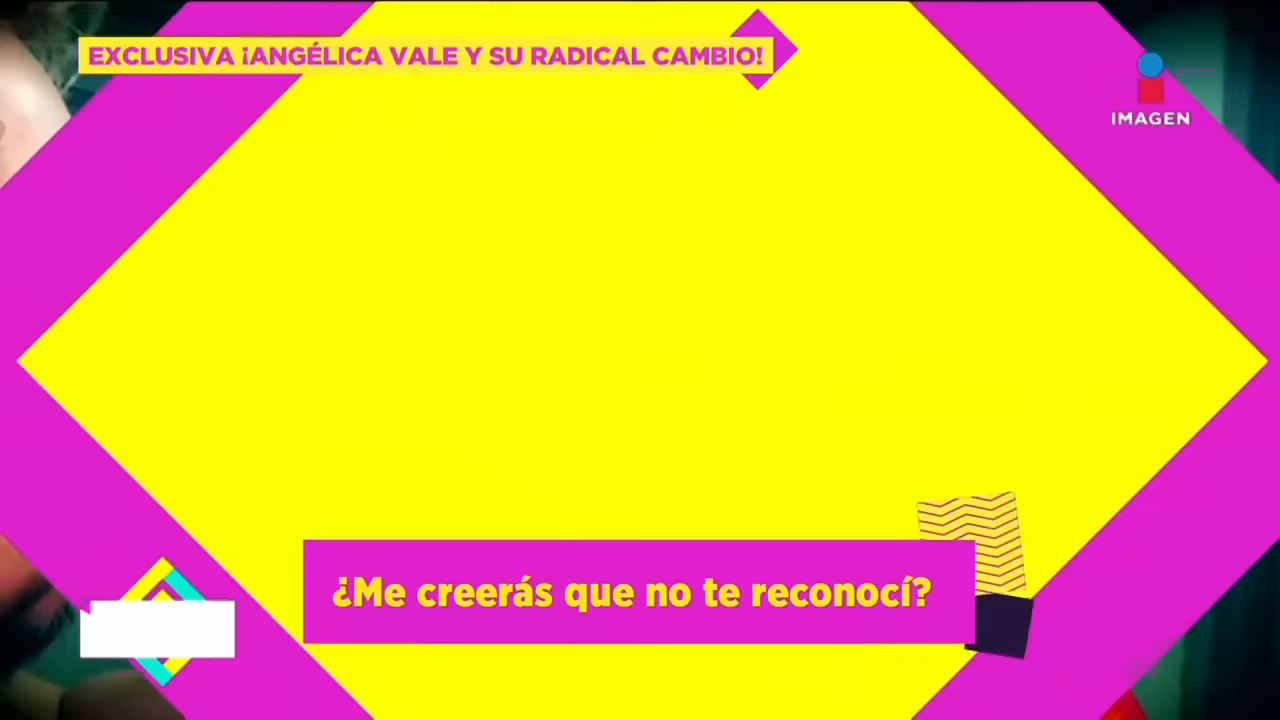 EXCLUSIVA ¡ANGÉLICA VALE Y SU RADICAL CAMBIO!
IMAGEN
¿Me creerás que no te reconocí?